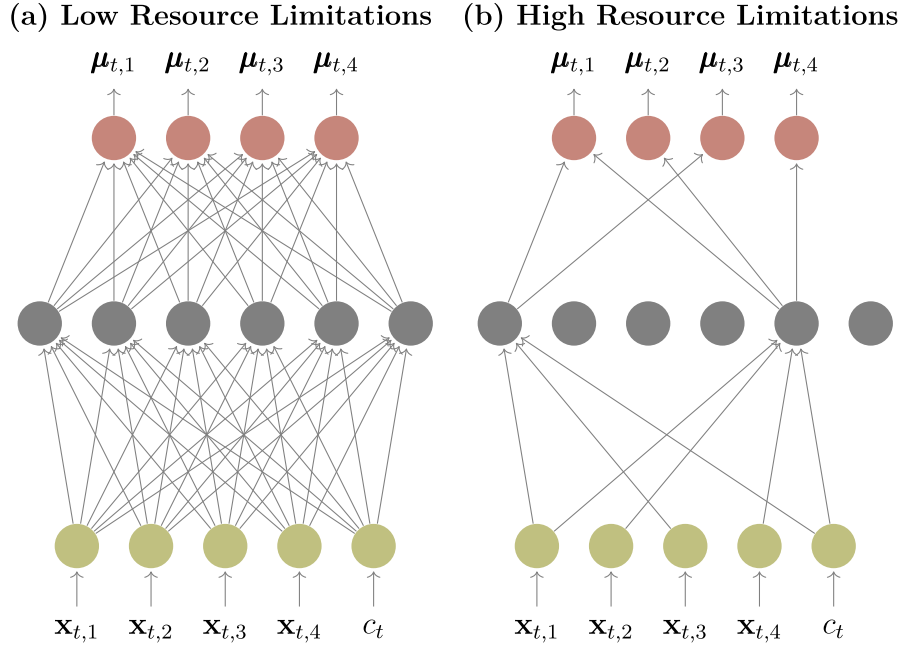 (a) Low Resource Limitations (b) High Resource Limitations
μt,1 μt,2 μt,3 μt,4 μt,1 μt,2 μt,3 μt,4
xt,1 xt,2 xt,3 xt,4 ct xt,1 xt,2 xt,3 xt,4 ct